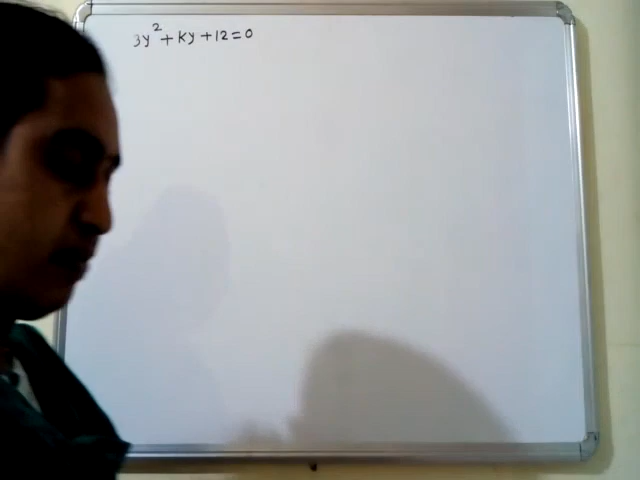 3y² + ky + 12 = 0